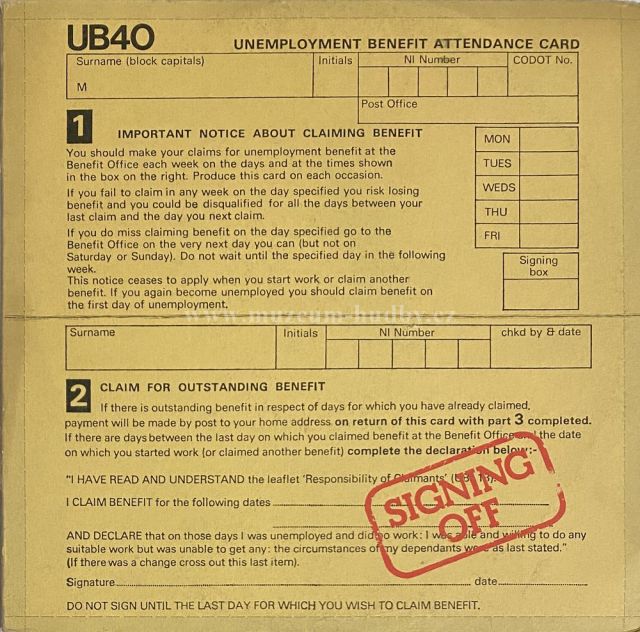 UB40
UNEMPLOYMENT BENEFIT ATTENDANCE CARD
Surname (block capitals) Initials NI Number CODOT No.
M
Post Office
1 IMPORTANT NOTICE ABOUT CLAIMING BENEFIT
You should make your claims for unemployment benefit at the
Benefit Office each week on the days and at the times shown
in the box on the right. Produce this card on each occasion.
If you fail to claim in any week on the day specified you risk losing
benefit and you could be disqualified for all the days between your
last claim and the day you next claim.
If you do miss claiming benefit on the day specified go to the
Benefit Office on the very next day you can (but not on
Saturday or Sunday). Do not wait until the specified day in the following
week.
This notice ceases to apply when you start work or claim another
benefit. If you again become unemployed you should claim benefit on
the first day of unemployment.
MON
TUES
WEDS
THU
FRI
Signing
box
www.muzeum-hudby.cz
Surname Initials NI Number chkd by & date
2 CLAIM FOR OUTSTANDING BENEFIT
If there is outstanding benefit in respect of days for which you have already claimed,
payment will be made by post to your home address on return of this card with part 3 completed.
If there are days between the last day on which you claimed benefit at the Benefit Office and the date
on which you started work (or claimed another benefit) complete the declaration below:-
"I HAVE READ AND UNDERSTAND the leaflet 'Responsibility of Claimants'
I CLAIM BENEFIT for the following dates
AND DECLARE that on those days I was unemployed and did no work: I was able and willing to do any
suitable work but was unable to get any: the circumstances of my dependants were as last stated."
(If there was a change cross out this last item).
Signature date
DO NOT SIGN UNTIL THE LAST DAY FOR WHICH YOU WISH TO CLAIM BENEFIT.
SIGNING
OFF